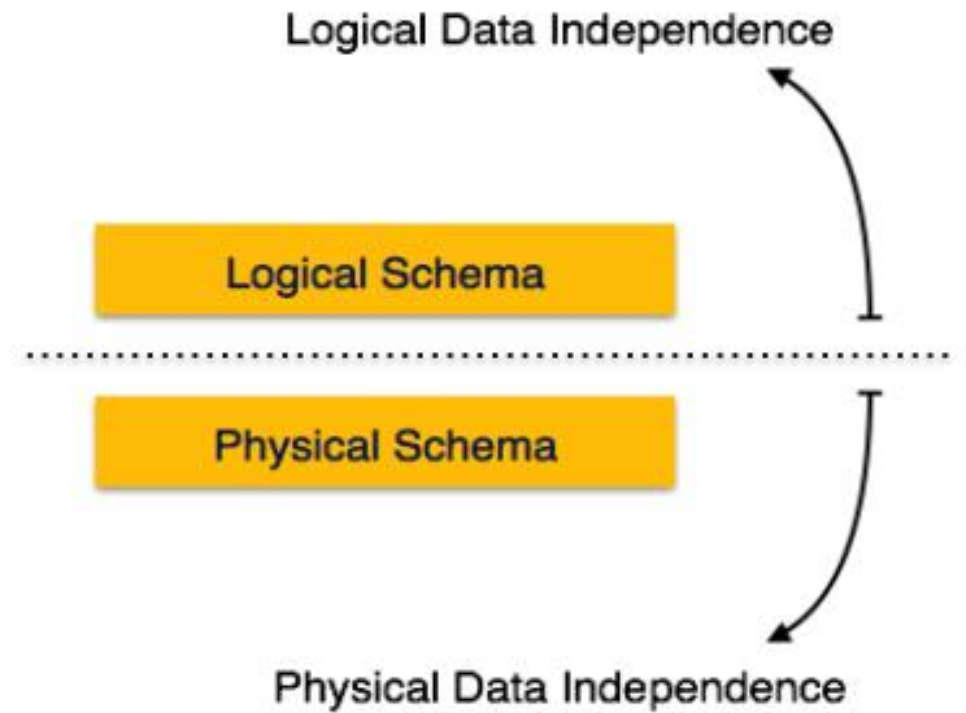 Logical Data Independence
Logical Schema
Physical Schema
Physical Data Independence